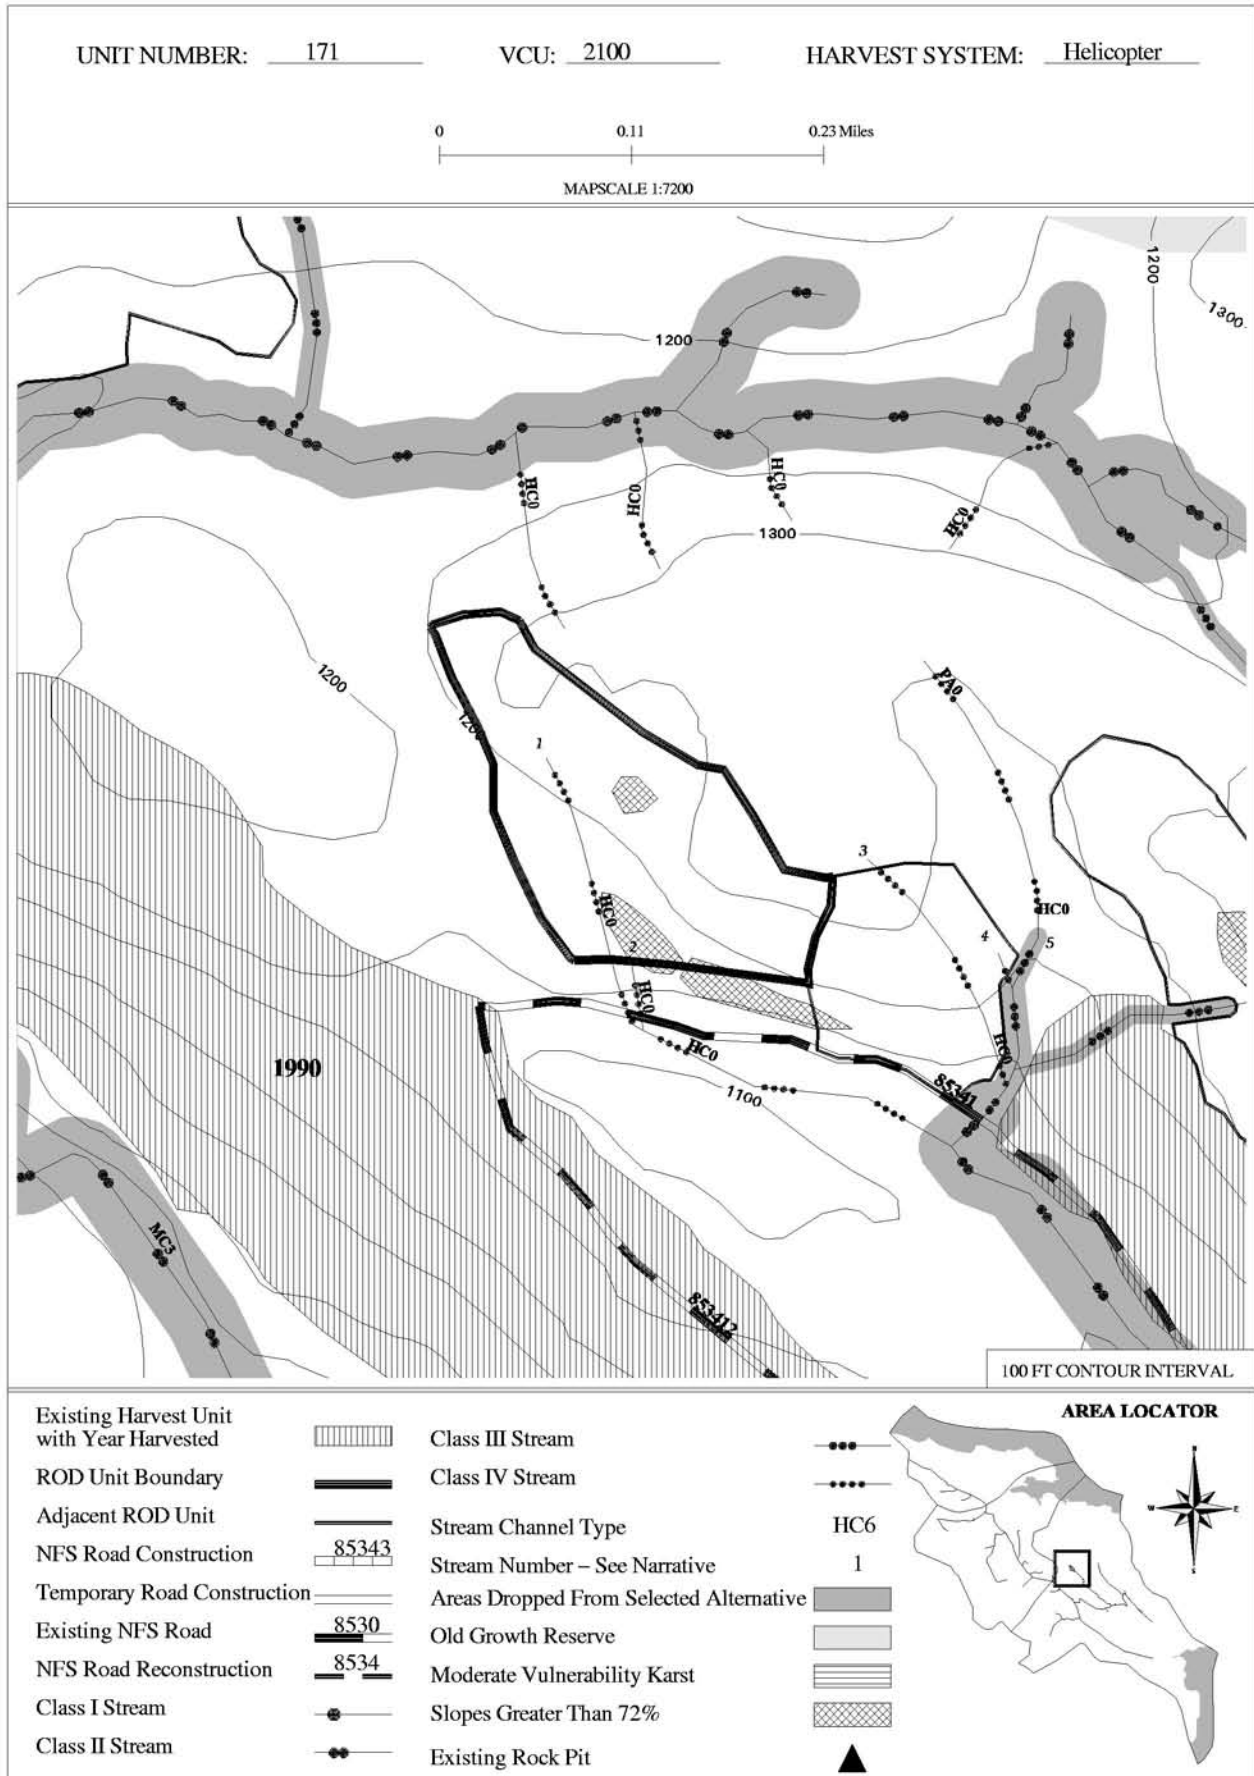 UNIT NUMBER: 171 VCU: 2100 HARVEST SYSTEM: Helicopter
0 0.11 0.23 Miles
MAPSCALE 1:7200
1200
1300
1200
HC0
HC0
HC0
HC0
1300
1200
PA0
1200
1
3
HC0
HC0
2
4
5
HC0
HC0
HC0
1990
85341
1100
MC3
853412
100 FT CONTOUR INTERVAL
Existing Harvest Unit
with Year Harvested
ROD Unit Boundary
Adjacent ROD Unit
NFS Road Construction 85343
Temporary Road Construction
Existing NFS Road 8530
NFS Road Reconstruction 8534
Class I Stream
Class II Stream
Class III Stream
Class IV Stream
Stream Channel Type HC6
Stream Number – See Narrative 1
Areas Dropped From Selected Alternative
Old Growth Reserve
Moderate Vulnerability Karst
Slopes Greater Than 72%
Existing Rock Pit
AREA LOCATOR
N
W E
S